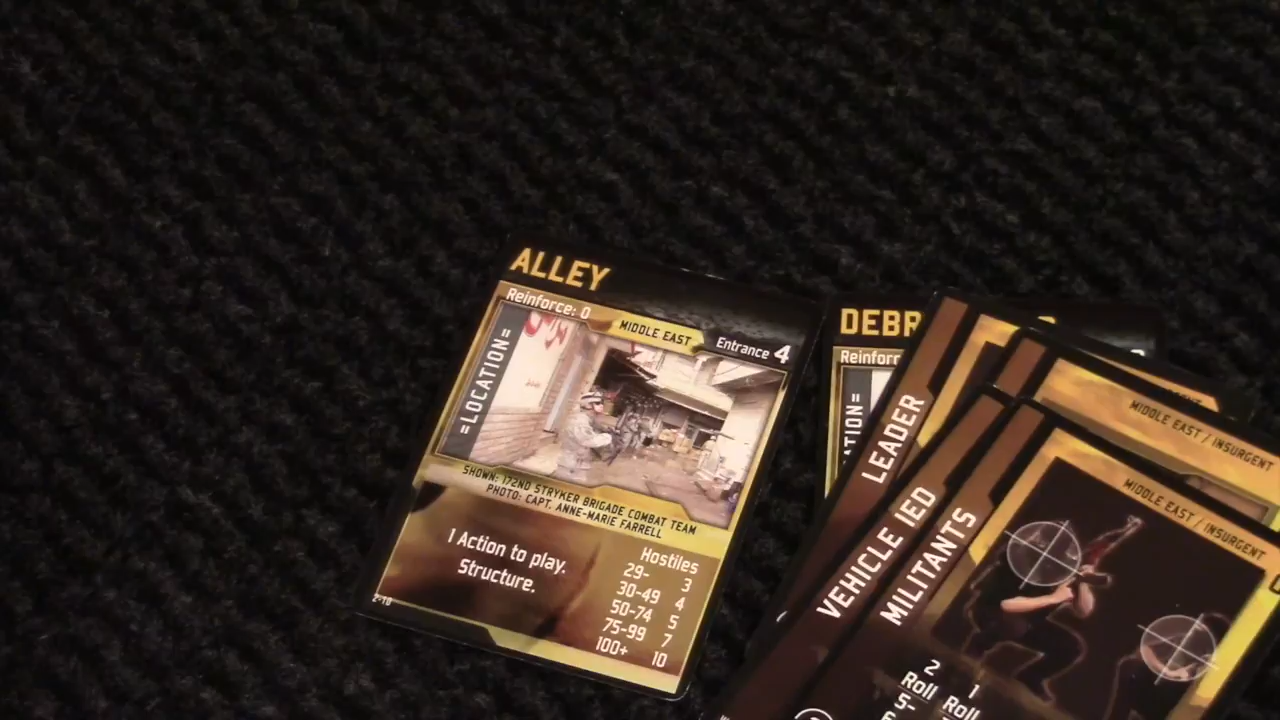 ALLEY
Reinforce: 0
MIDDLE EAST
Entrance 4
=LOCATION=
SHOWN: 172ND STRYKER BRIGADE COMBAT TEAM
PHOTO: CAPT. ANNE-MARIE FARRELL
1 Action to play.
Structure.
Hostiles
29- 3
30-49 4
50-74 5
75-99 7
100+ 10
DEBR
Reinforc
LEADER
VEHICLE IED
MIDDLE EAST / INSURGENT
MILITANTS
MIDDLE EAST / INSURGENT
2 1
Roll Roll
5-